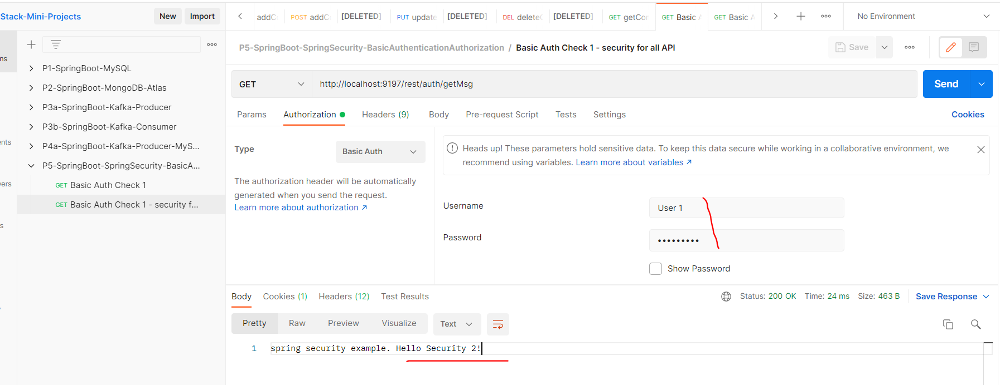 Stack-Mini-Projects New Import
addCo POST addCo [DELETED] PUT update [DELETED] DEL delete [DELETED] GET getCon GET Basic GET Basic A No Environment
P1-SpringBoot-MySQL
P2-SpringBoot-MongoDB-Atlas
P3a-SpringBoot-Kafka-Producer
P3b-SpringBoot-Kafka-Consumer
P4a-SpringBoot-Kafka-Producer-MyS...
P5-SpringBoot-SpringSecurity-BasicA...
GET Basic Auth Check 1
GET Basic Auth Check 1 - security f...
ns
ents
vers
s
P5-SpringBoot-SpringSecurity-BasicAuthenticationAuthorization / Basic Auth Check 1 - security for all API Save
GET http://localhost:9197/rest/auth/getMsg Send
Params Authorization Headers (9) Body Pre-request Script Tests Settings Cookies
Type Basic Auth
The authorization header will be automatically
generated when you send the request.
Learn more about authorization ↗
Heads up! These parameters hold sensitive data. To keep this data secure while working in a collaborative environment, we
recommend using variables. Learn more about variables ↗
Username User 1
Password •••••••••
Show Password
Body Cookies (1) Headers (12) Test Results Status: 200 OK Time: 24 ms Size: 463 B Save Response
Pretty Raw Preview Visualize Text
1 spring security example. Hello Security 2!